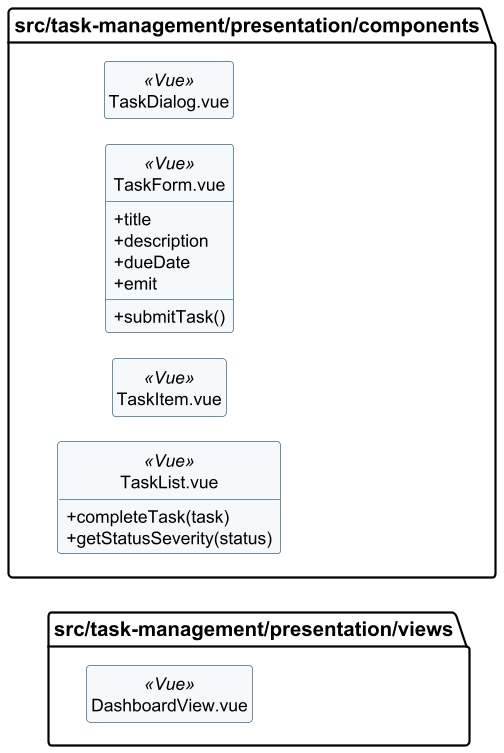 src/task-management/presentation/components
«Vue»
TaskDialog.vue
«Vue»
TaskForm.vue
+title
+description
+dueDate
+emit
+submitTask()
«Vue»
TaskItem.vue
«Vue»
TaskList.vue
+completeTask(task)
+getStatusSeverity(status)
src/task-management/presentation/views
«Vue»
DashboardView.vue